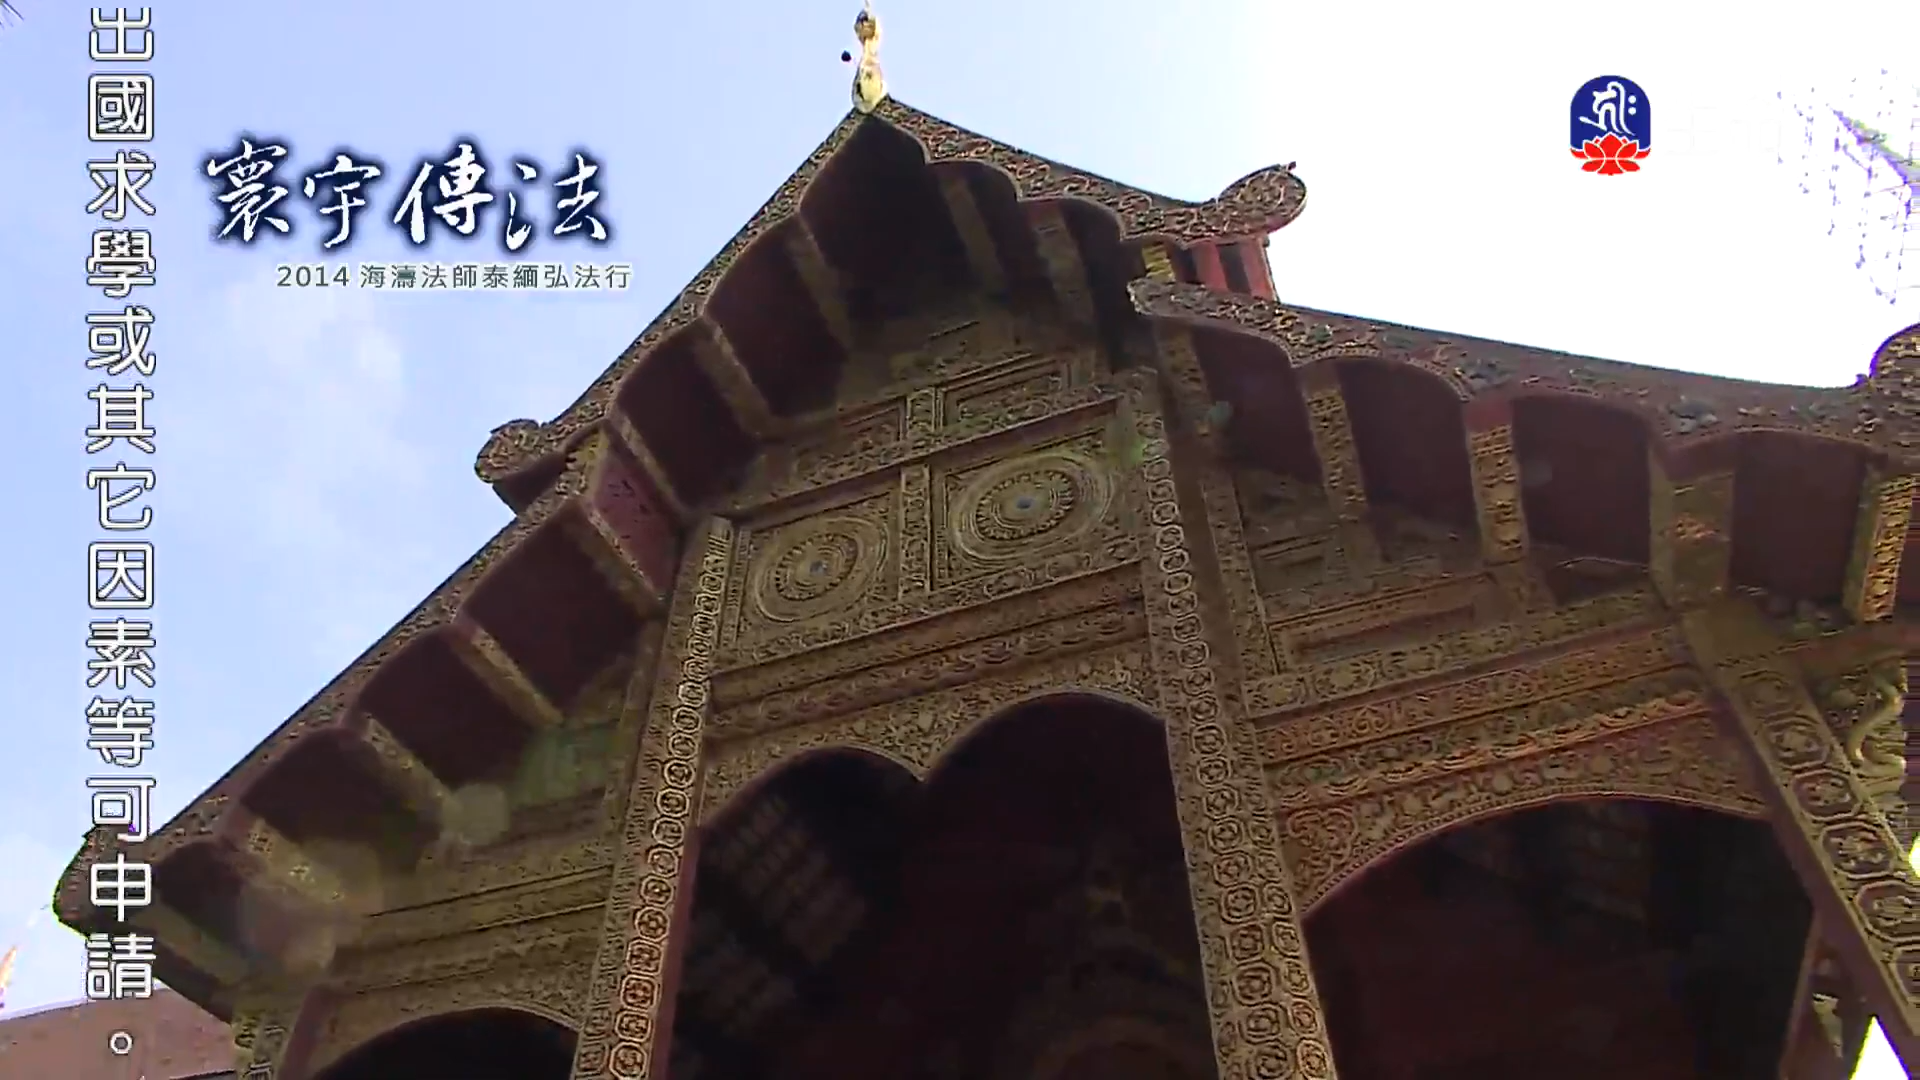 出國求學或其它因素等可申請。
寰宇傳法
2014 海濤法師泰緬弘法行